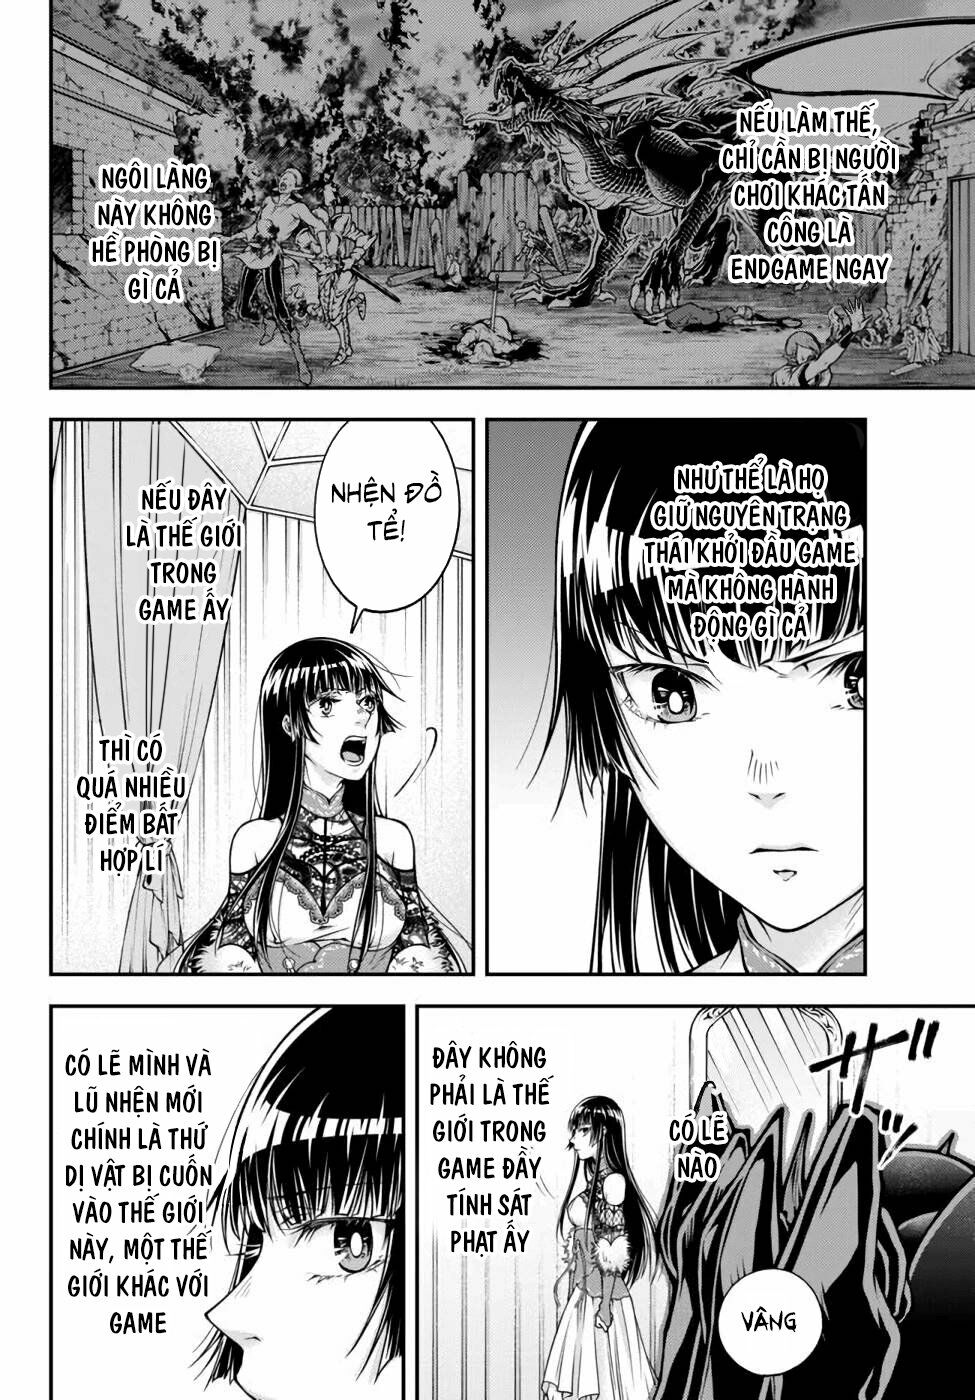 NẾU LÀM THẾ,
CHỈ CẦN BỊ NGƯỜI
CHƠI KHÁC TẤN
CÔNG LÀ
ENDGAME NGAY
NGÔI LÀNG
NÀY KHÔNG
HỀ PHÒNG BỊ
GÌ CẢ
NHƯ THỂ LÀ HỌ
GIỮ NGUYÊN TRẠNG
THÁI KHỞI ĐẦU GAME
MÀ KHÔNG HÀNH
ĐỘNG GÌ CẢ
NHỆN ĐỒ
TỂ!
NẾU ĐÂY
LÀ THẾ GIỚI
TRONG
GAME ẤY
THÌ CÓ
QUÁ NHIỀU
ĐIỂM BẤT
HỢP LÍ
CÓ LẼ
NÀO
VÂNG
ĐÂY KHÔNG
PHẢI LÀ THẾ
GIỚI TRONG
GAME ĐẦY
TÍNH SÁT
PHẠT ẤY
CÓ LẼ MÌNH VÀ
LŨ NHỆN MỚI
CHÍNH LÀ THỨ
DỊ VẬT BỊ CUỐN
VÀO THẾ GIỚI
NÀY, MỘT THẾ
GIỚI KHÁC VỚI
GAME